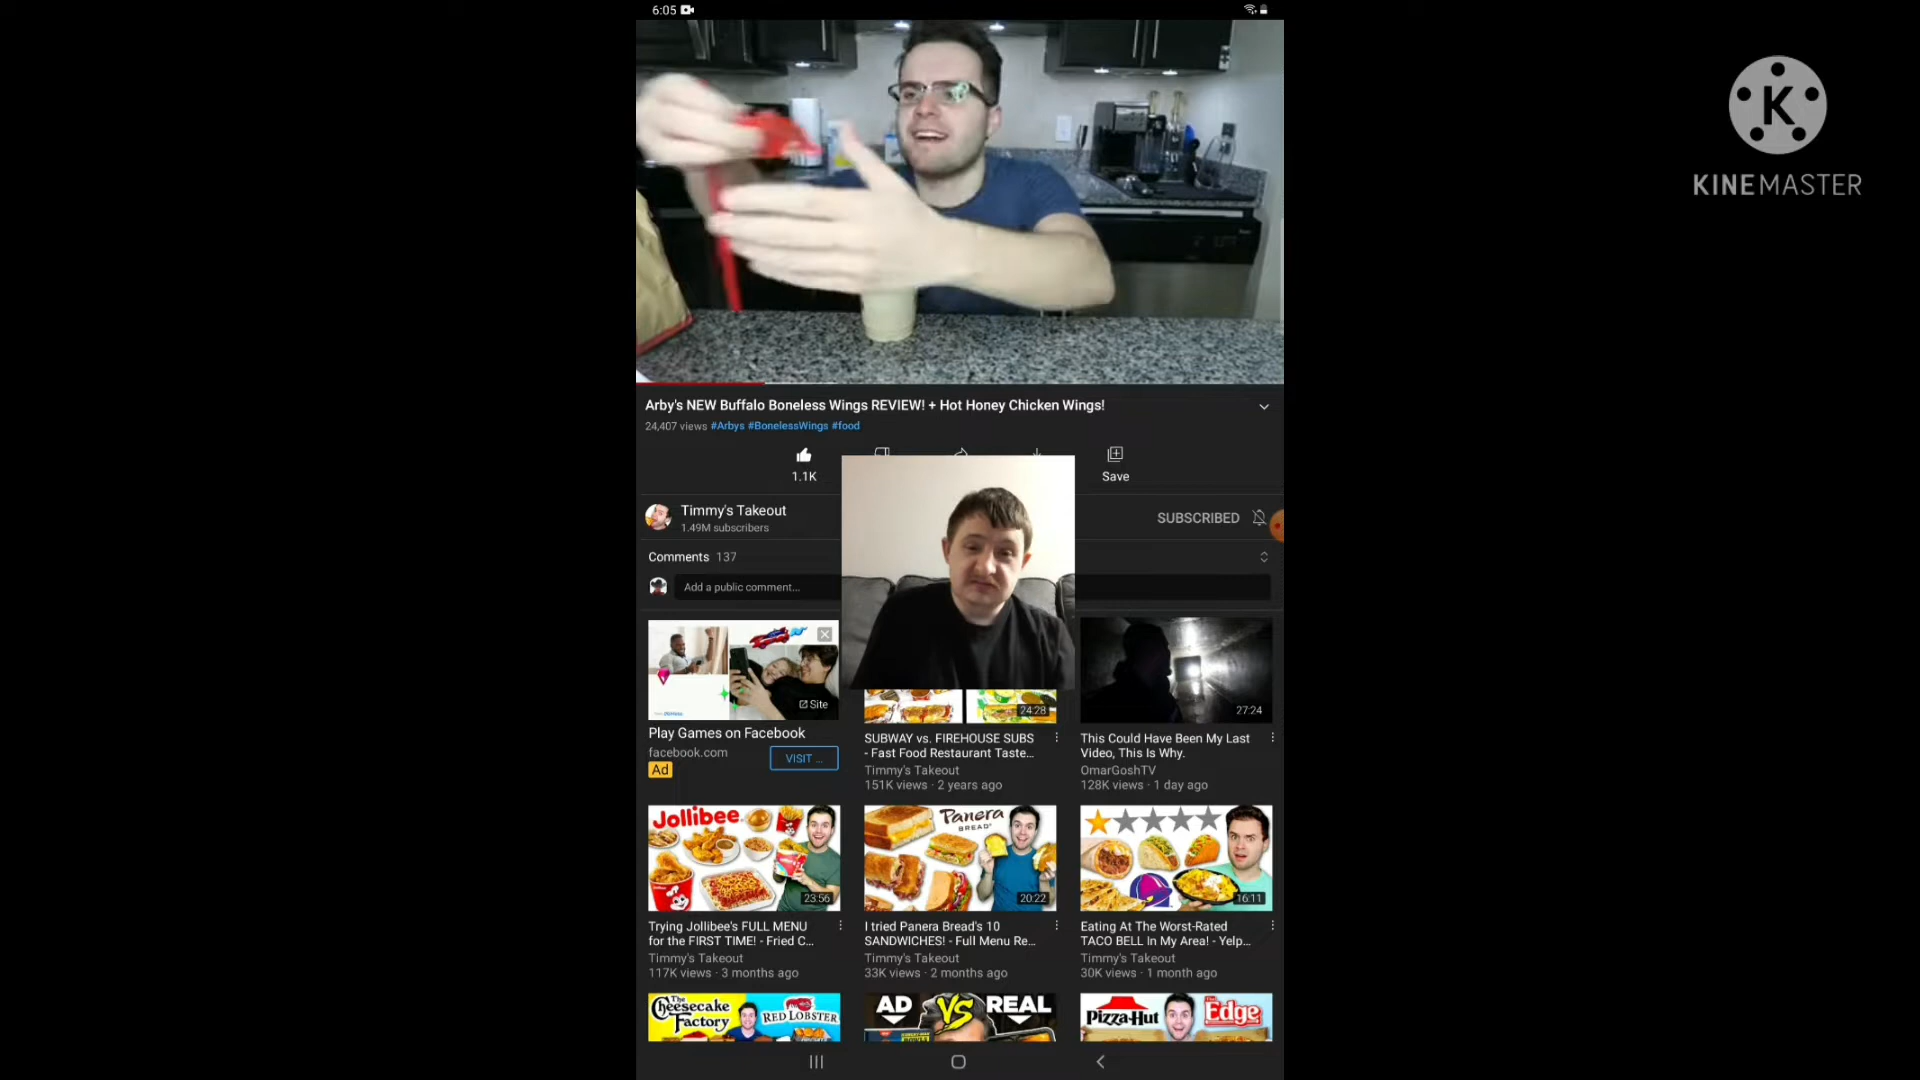 6:05
KINEMASTER
Arby's NEW Buffalo Boneless Wings REVIEW! + Hot Honey Chicken Wings!
24,407 views #Arbys #BonelessWings #food
1.1K
Save
Timmy's Takeout
1.49M subscribers
SUBSCRIBED
Comments 137
Add a public comment...
Site
Play Games on Facebook
facebook.com
Ad
VISIT ...
24:28
SUBWAY vs. FIREHOUSE SUBS
- Fast Food Restaurant Taste...
Timmy's Takeout
151K views · 2 years ago
27:24
This Could Have Been My Last
Video, This Is Why.
OmarGoshTV
128K views · 1 day ago
Jollibee
23:56
Trying Jollibee's FULL MENU
for the FIRST TIME! - Fried C...
Timmy's Takeout
117K views · 3 months ago
Panera
BREAD
20:22
I tried Panera Bread's 10
SANDWICHES! - Full Menu Re...
Timmy's Takeout
33K views · 2 months ago
16:11
Eating At The Worst-Rated
TACO BELL In My Area! - Yelp...
Timmy's Takeout
30K views · 1 month ago
The
Cheesecake
Factory
RED LOBSTER
AD VS REAL
Pizza Hut
The
Edge